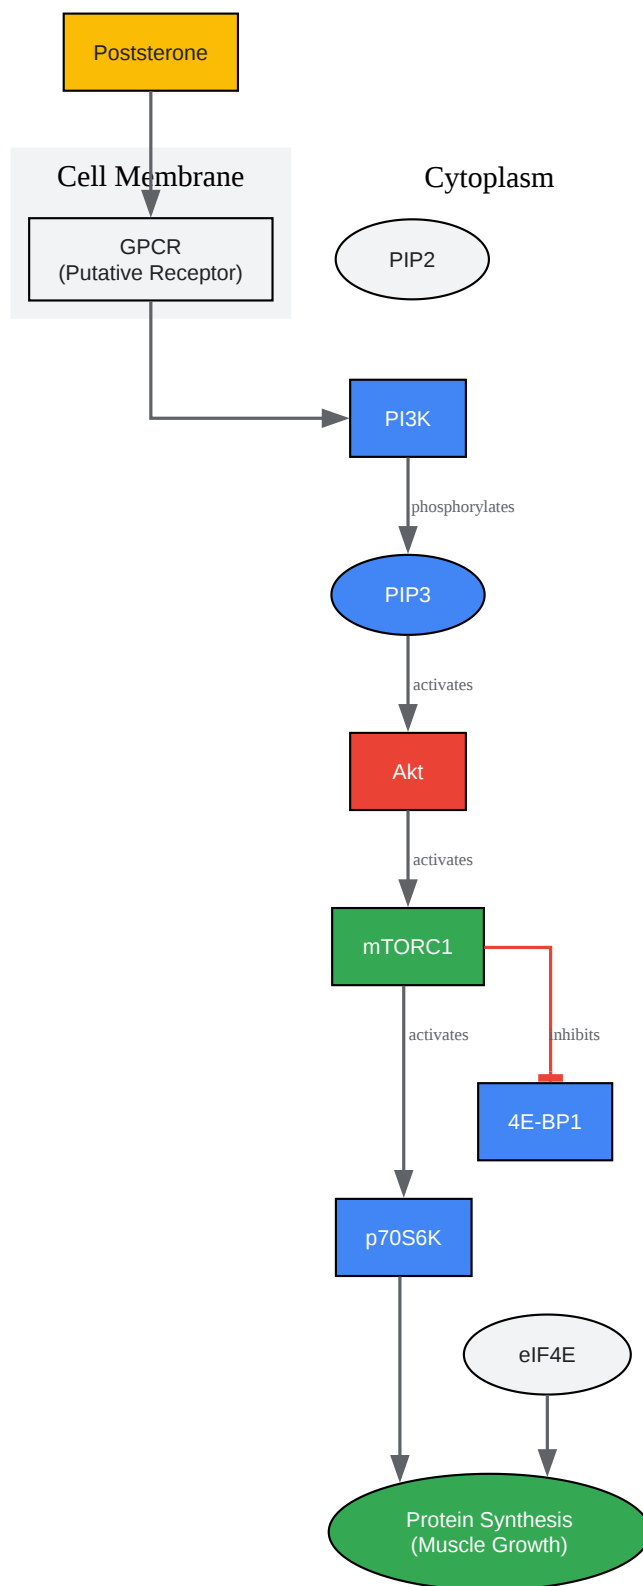 Poststerone
Cell Membrane
Cytoplasm
GPCR
(Putative Receptor)
PIP2
PI3K
phosphorylates
PIP3
activates
Akt
activates
mTORC1
activates
inhibits
4E-BP1
p70S6K
eIF4E
Protein Synthesis
(Muscle Growth)